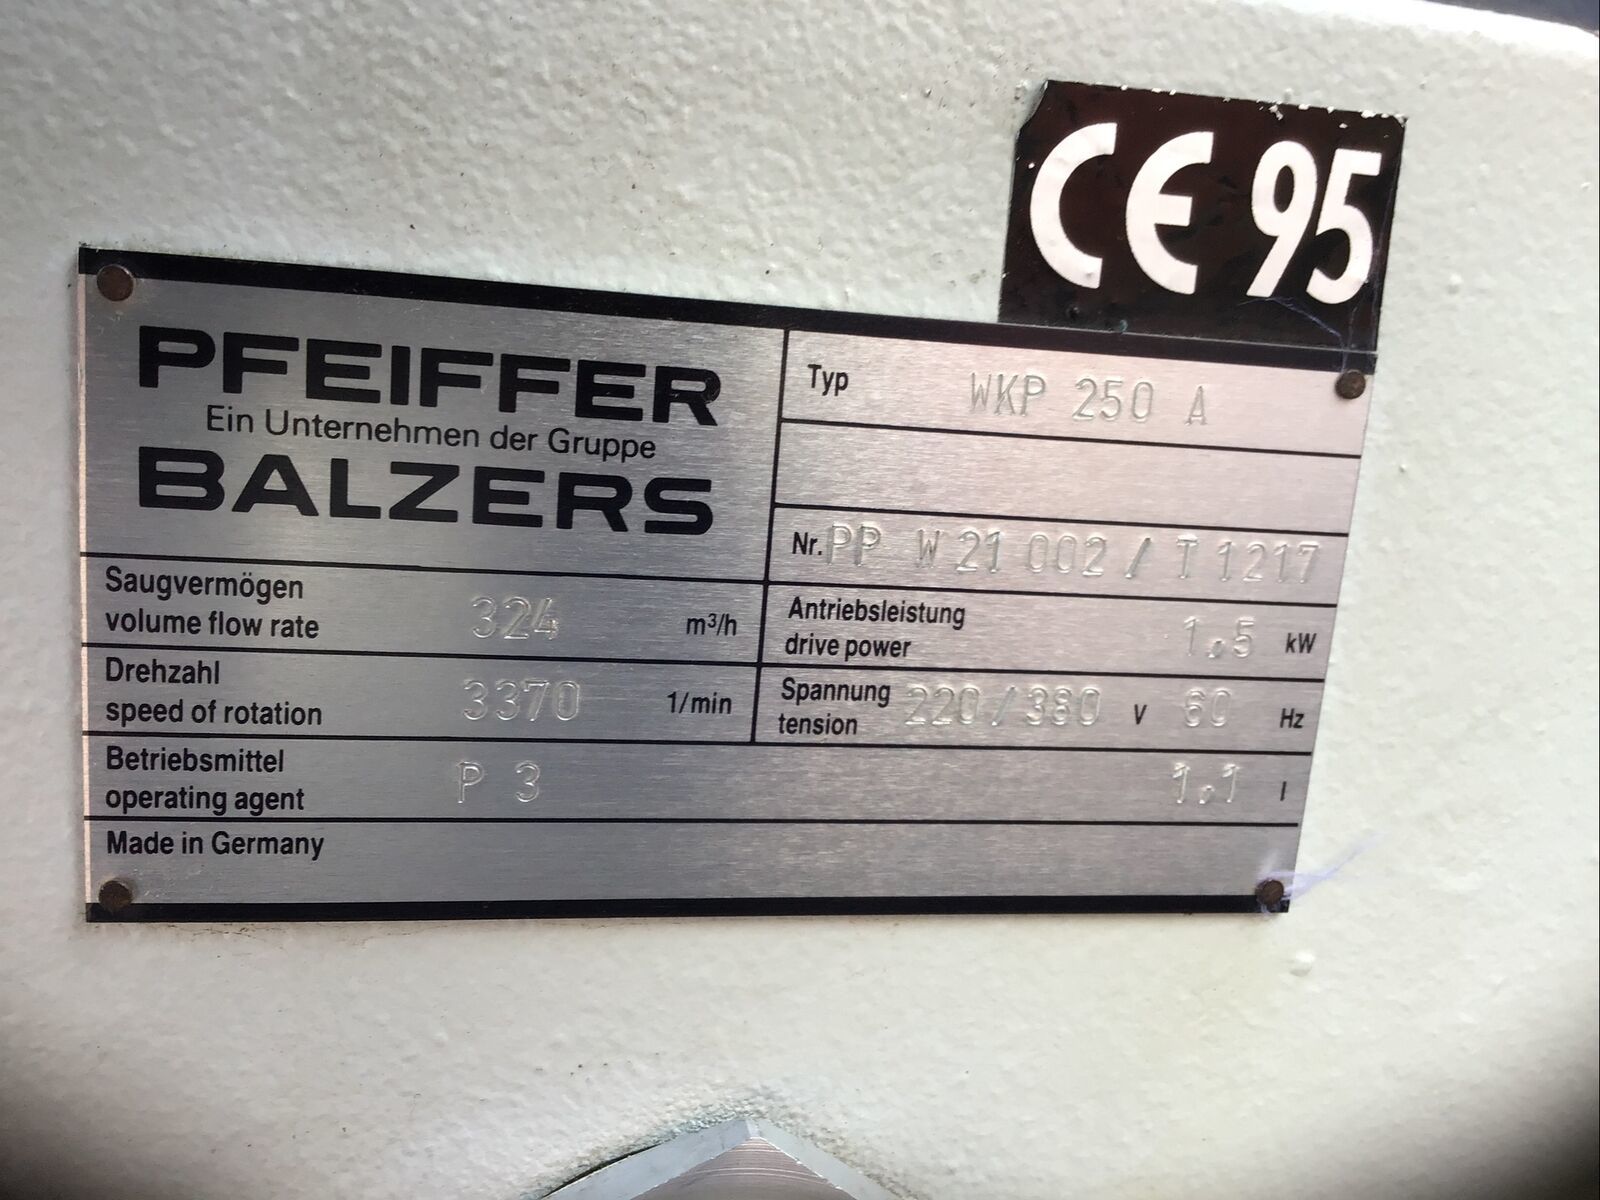 CE 95
PFEIFFER
Ein Unternehmen der Gruppe
BALZERS
Typ WKP 250 A
Nr. PP W 21 002 / T 1217
Saugvermögen
volume flow rate 324 m³/h
Antriebsleistung
drive power 1,5 kW
Drehzahl
speed of rotation 3370 1/min
Spannung
tension 220/380 V 60 Hz
Betriebsmittel
operating agent P 3 1,1 l
Made in Germany